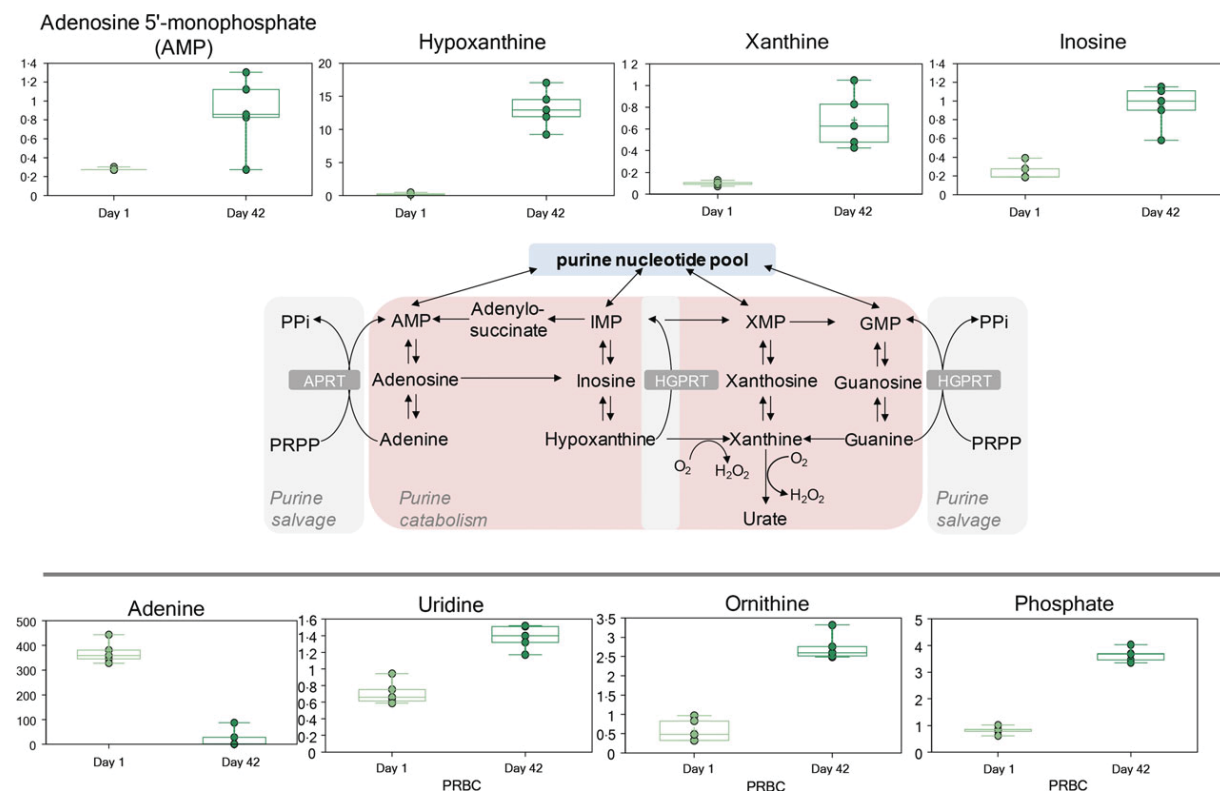 Adenosine 5'-monophosphate
(AMP)
Hypoxanthine
Xanthine
Inosine
1·4
1·2
1
0·8
0·6
0·4
0·2
0
Day 1
Day 42
20
15
10
5
0
Day 1
Day 42
1·2
1
0·8
0·6
0·4
0·2
0
Day 1
Day 42
1·4
1·2
1
0·8
0·6
0·4
0·2
0
Day 1
Day 42
purine nucleotide pool
PPi
AMP
Adenylo-
succinate
IMP
XMP
GMP
PPi
APRT
Adenosine
Inosine
HGPRT
Xanthosine
Guanosine
HGPRT
PRPP
Adenine
Hypoxanthine
Xanthine
Guanine
PRPP
O₂
H₂O₂
O₂
H₂O₂
Urate
Purine
salvage
Purine
catabolism
Purine
salvage
Adenine
Uridine
Ornithine
Phosphate
500
400
300
200
100
0
Day 1
Day 42
1·6
1·4
1·2
1
0·8
0·6
0·4
0·2
0
Day 1
Day 42
PRBC
3·5
3
2·5
2
1·5
1
0·5
0
Day 1
Day 42
PRBC
5
4
3
2
1
0
Day 1
Day 42
PRBC